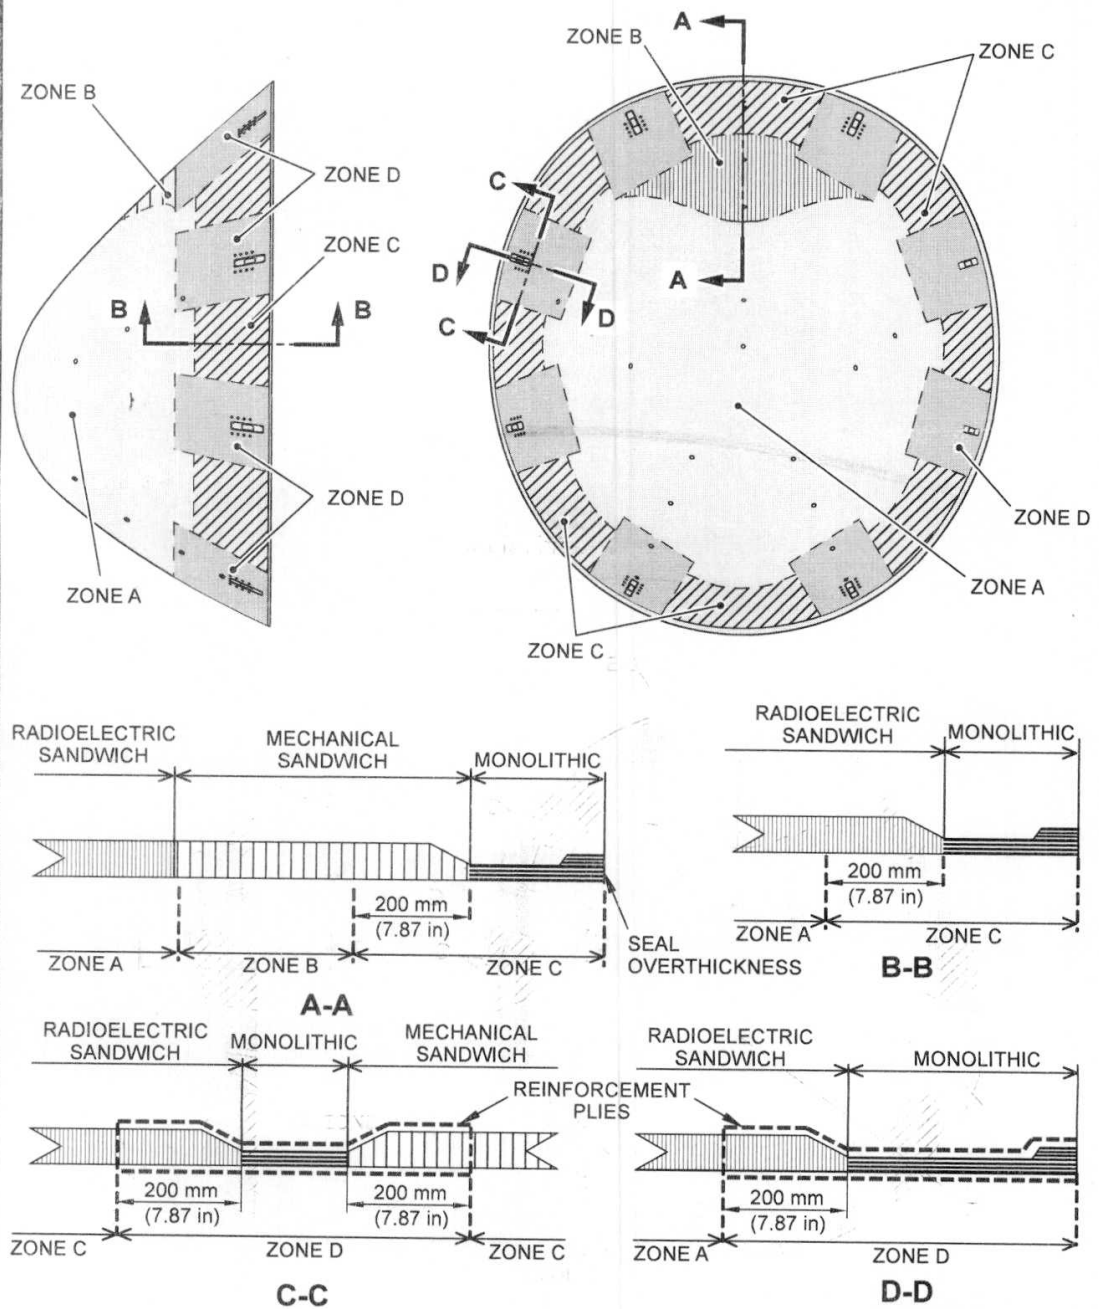 A
ZONE B
ZONE C
ZONE B
ZONE D
C
ZONE C
D
A
B
B
D
C
ZONE D
ZONE D
ZONE A
ZONE A
ZONE C
RADIOELECTRIC
SANDWICH
MECHANICAL
SANDWICH
MONOLITHIC
200 mm
(7.87 in)
ZONE A
ZONE B
ZONE C
SEAL
OVERTHICKNESS
A-A
RADIOELECTRIC
SANDWICH
MONOLITHIC
200 mm
(7.87 in)
ZONE A
ZONE C
B-B
RADIOELECTRIC
SANDWICH
MONOLITHIC
MECHANICAL
SANDWICH
REINFORCEMENT
PLIES
200 mm
(7.87 in)
200 mm
(7.87 in)
ZONE C
ZONE D
ZONE C
C-C
RADIOELECTRIC
SANDWICH
MONOLITHIC
200 mm
(7.87 in)
ZONE A
ZONE D
D-D